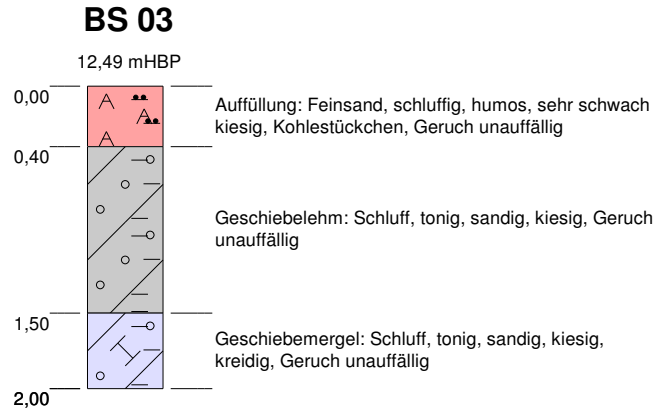 BS 03
12,49 mHBP
0,00
Auffüllung: Feinsand, schluffig, humos, sehr schwach
kiesig, Kohlestückchen, Geruch unauffällig
0,40
Geschiebelehm: Schluff, tonig, sandig, kiesig, Geruch
unauffällig
1,50
Geschiebemergel: Schluff, tonig, sandig, kiesig,
kreidig, Geruch unauffällig
2,00